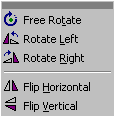 Free Rotate
Rotate Left
Rotate Right
Flip Horizontal
Flip Vertical